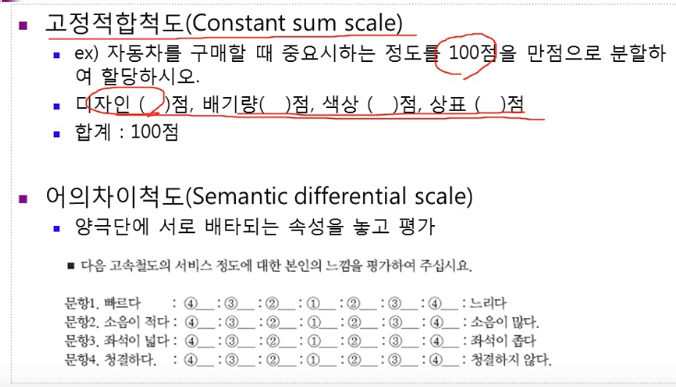 고정적합척도(Constant sum scale)
ex) 자동차를 구매할 때 중요시하는 정도를 100점을 만점으로 분할하
여 할당하시오.
디자인 (  )점, 배기량(  )점, 색상 (  )점, 상표 (  )점
합계 : 100점
어의차이척도(Semantic differential scale)
양극단에 서로 배타되는 속성을 놓고 평가
■ 다음 고속철도의 서비스 정도에 대한 본인의 느낌을 평가하여 주십시요.
문항1. 빠르다 : ④__ : ③__ : ②__ : ①__ : ②__ : ③__ : ④__ : 느리다
문항2. 소음이 적다 : ④__ : ③__ : ②__ : ①__ : ②__ : ③__ : ④__ : 소음이 많다.
문항3. 좌석이 넓다 : ④__ : ③__ : ②__ : ①__ : ②__ : ③__ : ④__ : 좌석이 좁다
문항4. 청결하다. : ④__ : ③__ : ②__ : ①__ : ②__ : ③__ : ④__ : 청결하지 않다.